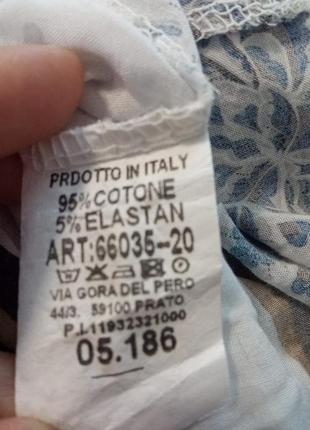 PRDOTTO IN ITALY
95% COTONE
5% ELASTAN
ART:66035-20
VIA GORA DEL PERO
44/3. 59100 PRATO
P.I.11932321000
05.186